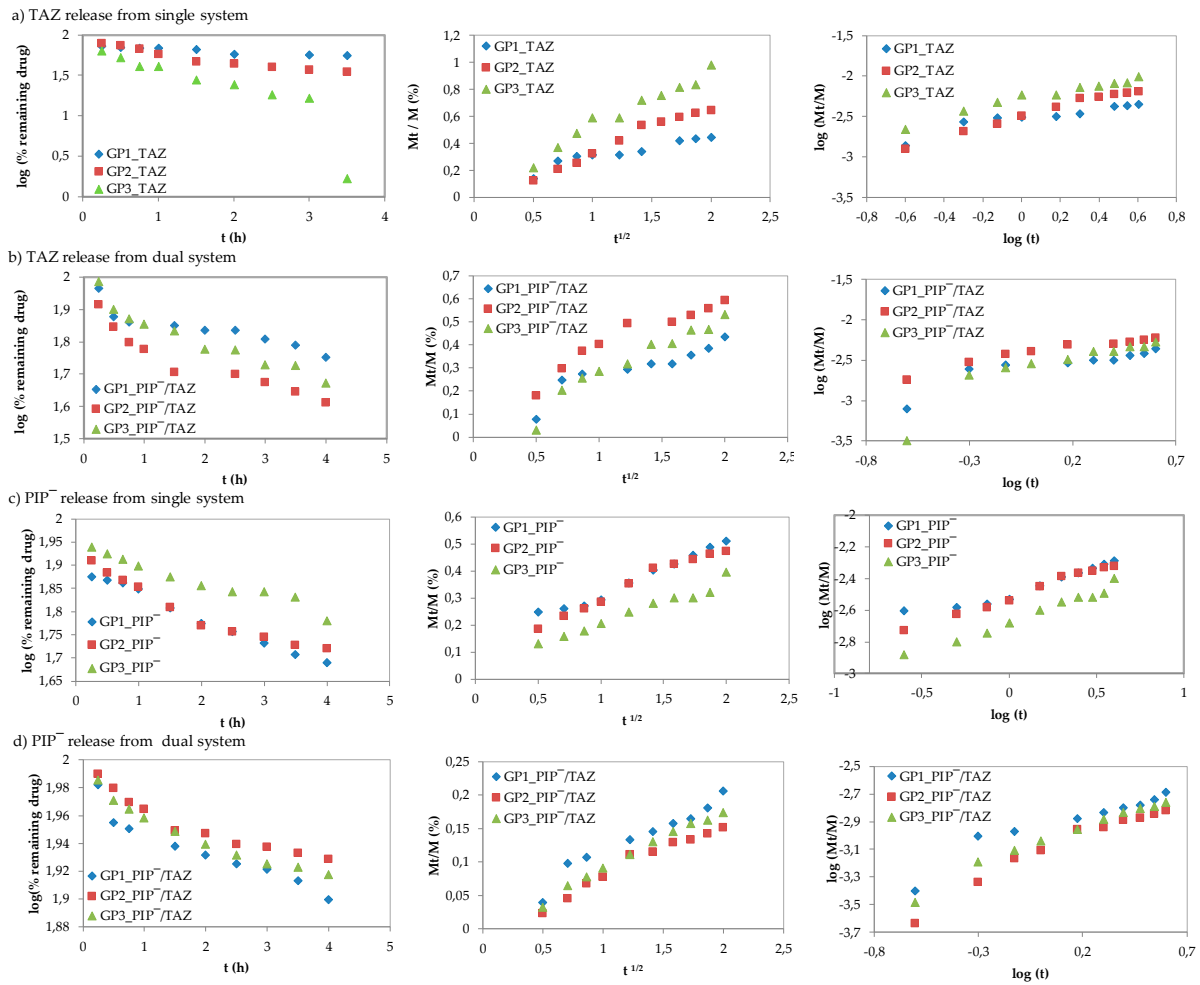 a) TAZ release from single system
log (% remaining drug)
2
1,5
1
0,5
0
0
1
2
3
4
t (h)
GP1_TAZ
GP2_TAZ
GP3_TAZ
Mt / M (%)
1,2
1
0,8
0,6
0,4
0,2
0
0
0,5
1
1,5
2
2,5
t1/2
GP1_TAZ
GP2_TAZ
GP3_TAZ
log (Mt/M)
-1,5
-2
-2,5
-3
-3,5
-0,8
-0,6
-0,4
-0,2
0
0,2
0,4
0,6
0,8
log (t)
GP1_TAZ
GP2_TAZ
GP3_TAZ
b) TAZ release from dual system
log (% remaining drug)
2
1,9
1,8
1,7
1,6
1,5
0
1
2
3
4
5
t (h)
GP1_PIP⁻/TAZ
GP2_PIP⁻/TAZ
GP3_PIP⁻/TAZ
Mt/M (%)
0,7
0,6
0,5
0,4
0,3
0,2
0,1
0
0
0,5
1
1,5
2
2,5
t1/2
GP1_PIP⁻/TAZ
GP2_PIP⁻/TAZ
GP3_PIP⁻/TAZ
log (Mt/M)
-1,5
-2
-2,5
-3
-3,5
-0,8
-0,3
0,2
0,7
log (t)
GP1_PIP⁻/TAZ
GP2_PIP⁻/TAZ
GP3_PIP⁻/TAZ
c) PIP⁻ release from single system
log (% remaining drug)
2
1,95
1,9
1,85
1,8
1,75
1,7
1,65
0
1
2
3
4
5
t (h)
GP1_PIP⁻
GP2_PIP⁻
GP3_PIP⁻
Mt/M (%)
0,6
0,5
0,4
0,3
0,2
0,1
0
0
0,5
1
1,5
2
2,5
t 1/2
GP1_PIP⁻
GP2_PIP⁻
GP3_PIP⁻
log (Mt/M)
-2
-2,2
-2,4
-2,6
-2,8
-3
-1
-0,5
0
0,5
1
log (t)
GP1_PIP⁻
GP2_PIP⁻
GP3_PIP⁻
d) PIP⁻ release from dual system
log(% remaining drug)
2
1,98
1,96
1,94
1,92
1,9
1,88
0
1
2
3
4
5
t (h)
GP1_PIP⁻/TAZ
GP2_PIP⁻/TAZ
GP3_PIP⁻/TAZ
Mt/M (%)
0,25
0,2
0,15
0,1
0,05
0
0
0,5
1
1,5
2
2,5
t 1/2
GP1_PIP⁻/TAZ
GP2_PIP⁻/TAZ
GP3_PIP⁻/TAZ
log (Mt/M)
-2,5
-2,7
-2,9
-3,1
-3,3
-3,5
-3,7
-0,8
-0,3
0,2
0,7
log (t)
GP1_PIP⁻/TAZ
GP2_PIP⁻/TAZ
GP3_PIP⁻/TAZ